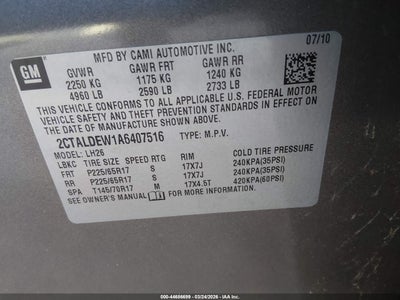 MFD BY CAMI AUTOMOTIVE INC. 07/10
GM GVWR GAWR FRT GAWR RR
2250 KG 1175 KG 1240 KG
4960 LB 2590 LB 2733 LB
THIS VEHICLE CONFORMS TO ALL APPLICABLE U.S. FEDERAL MOTOR
VEHICLE SAFETY AND THEFT PREVENTION STANDARDS IN EFFECT
ON THE DATE OF MANUFACTURE SHOWN ABOVE.
2CTALDEW1A6407516 TYPE: M.P.V.
MODEL: LH26
LBKC TIRE SIZE SPEED RTG RIM COLD TIRE PRESSURE
FRT P225/65R17 S 17X7J 240KPA(35PSI)
RR P225/65R17 S 17X7J 240KPA(35PSI)
SPA T145/70R17 M 17X4.5T 420KPA(60PSI)
SEE OWNER'S MANUAL FOR ADDITIONAL INFORMATION.
000-44656699 - 03/24/2026 - IAA, Inc.